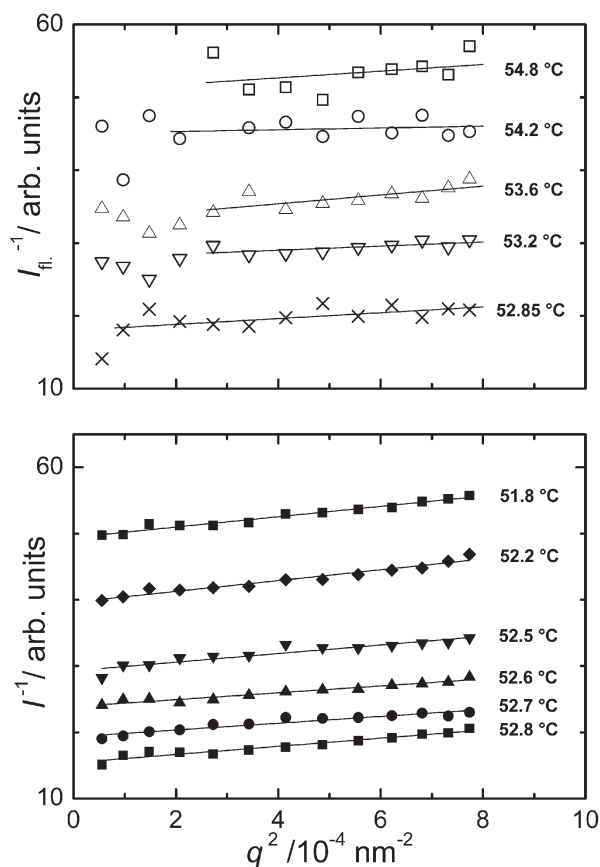 60
54.8 °C
54.2 °C
53.6 °C
53.2 °C
52.85 °C
10
I fl. -1 / arb. units
60
51.8 °C
52.2 °C
52.5 °C
52.6 °C
52.7 °C
52.8 °C
10
I -1 / arb. units
0 2 4 6 8 10
q 2 /10-4 nm-2